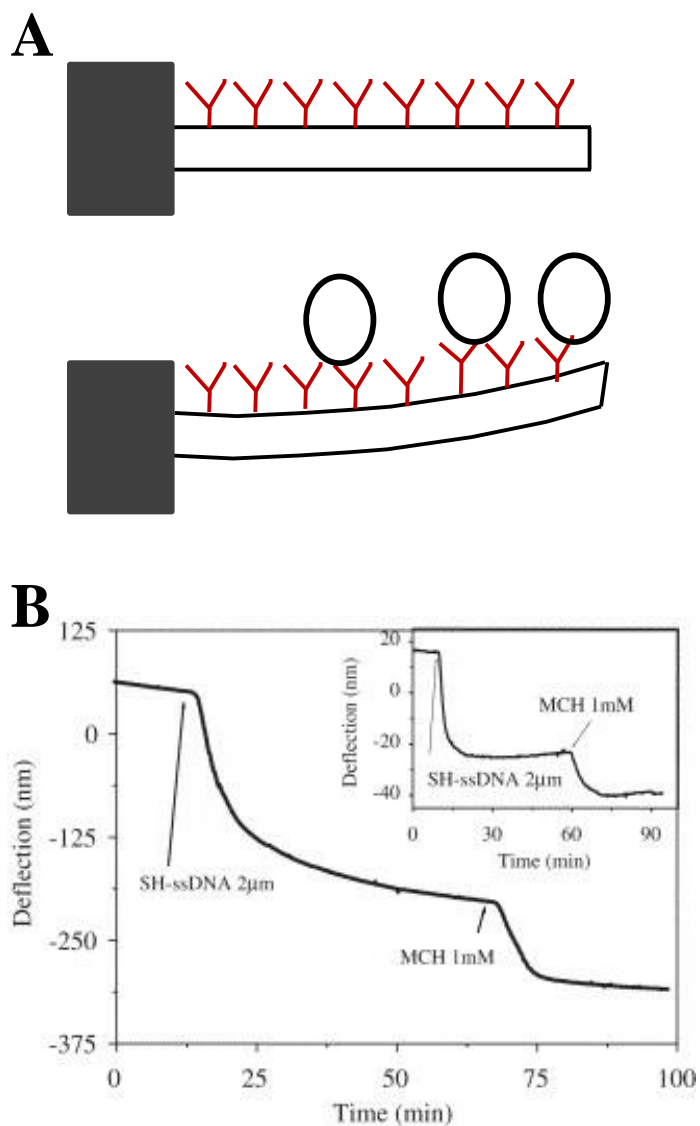 A
B
125
0
-125
-250
-375
Deflection (nm)
SH-ssDNA 2μm
MCH 1mM
0
25
50
75
100
Time (min)
20
0
-20
-40
Deflection (nm)
MCH 1mM
SH-ssDNA 2μm
0
30
60
90
Time (min)